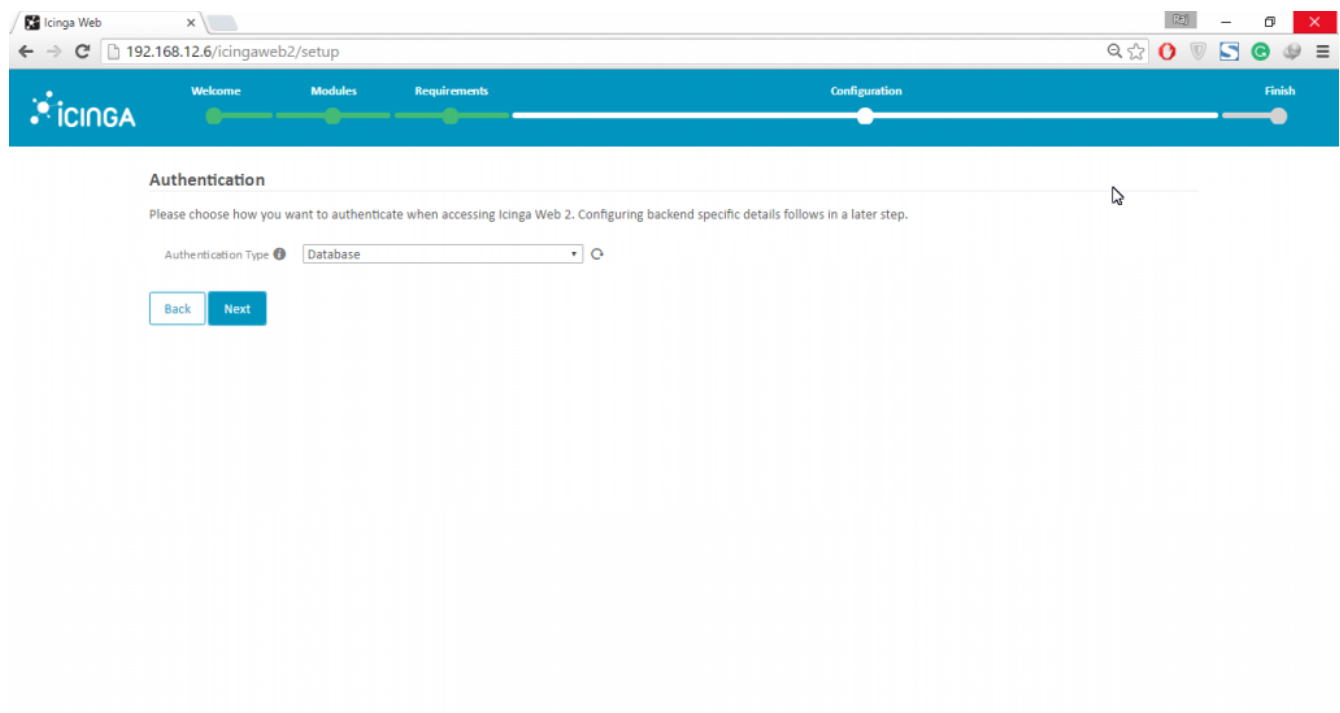 Icinga Web
Raj
192.168.12.6/icingaweb2/setup
Welcome Modules Requirements Configuration Finish
ICINGA
Authentication
Please choose how you want to authenticate when accessing Icinga Web 2. Configuring backend specific details follows in a later step.
Authentication Type Database
Back Next